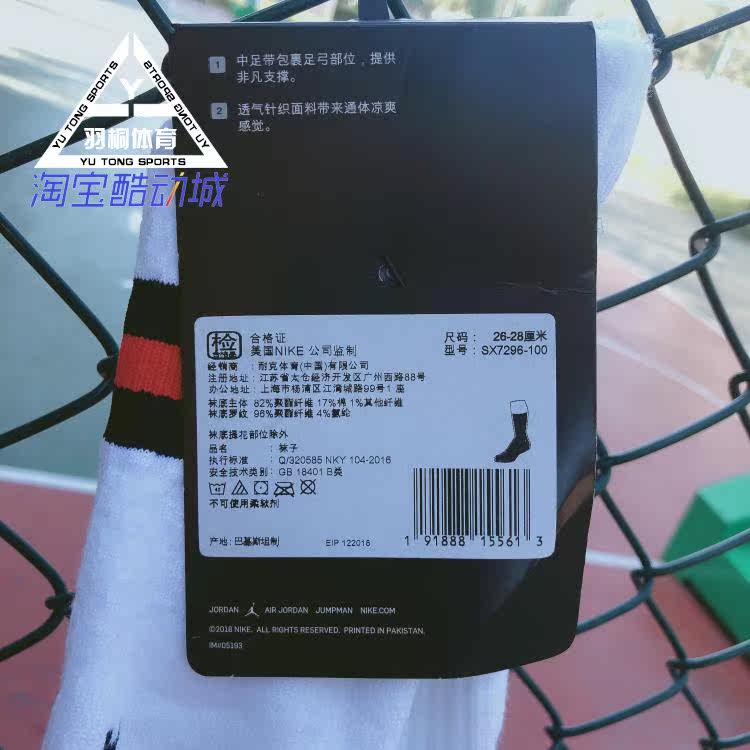 1 中足带包裹足弓部位，提供
非凡支撑。
2 透气针织面料带来通体凉爽
感觉。
YU TONG SPORTS
YU TONG SPORTS
羽桐体育
YU TONG SPORTS
淘宝酷动城
检 合格证
美国NIKE 公司监制
尺码： 26-28厘米
型号： SX7296-100
经销商 ：耐克体育(中国)有限公司
注册地址：江苏省太仓经济开发区广州西路88号
办公地址：上海市杨浦区江湾城路99号1座
袜底主体 82%聚酯纤维 17%棉 1%其他纤维
袜底罗纹 96%聚酯纤维 4%氨纶
袜底提花部位除外
品名 ：袜子
执行标准 ：Q/320585 NKY 104-2016
安全技术类别：GB 18401 B类
不可使用柔软剂
产地：巴基斯坦制
EIP 122016
1 91888 15561 3
JORDAN AIR JORDAN JUMPMAN NIKE.COM
©2016 NIKE. ALL RIGHTS RESERVED. PRINTED IN PAKISTAN.
IM#05193